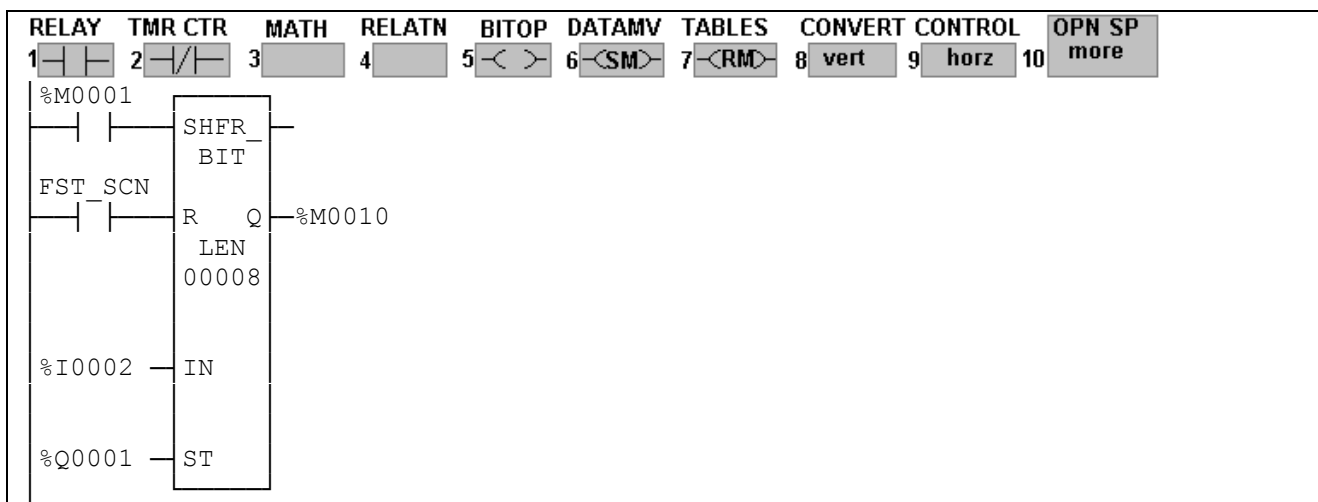 RELAY TMR CTR MATH RELATN BITOP DATAMV TABLES CONVERT CONTROL OPN SP
1 2 3 4 5 6 SM 7 RM 8 vert 9 horz 10 more
%M0001
SHFR_
BIT
FST_SCN
R Q %M0010
LEN
00008
%I0002 IN
%Q0001 ST